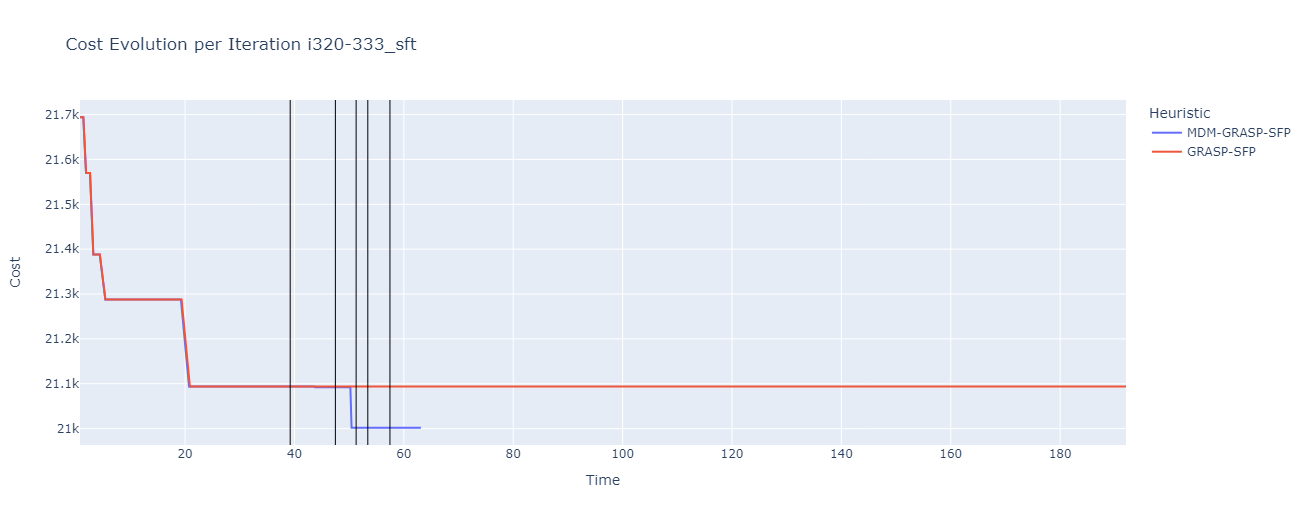 Cost Evolution per Iteration i320-333_sft
Heuristic
MDM-GRASP-SFP
GRASP-SFP
Cost
21.7k
21.6k
21.5k
21.4k
21.3k
21.2k
21.1k
21k
20 40 60 80 100 120 140 160 180
Time